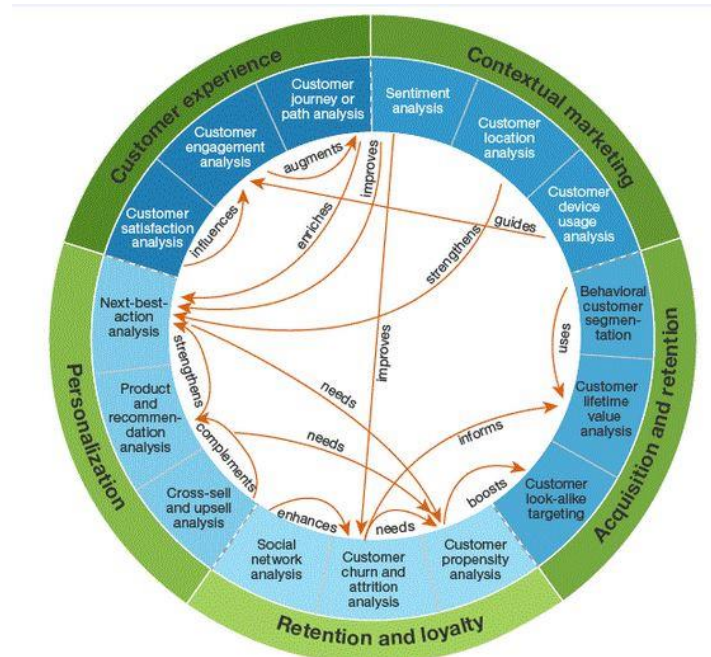 Customer experience
Contextual marketing
Acquisition and retention
Retention and loyalty
Personalization
Customer
journey or
path analysis
Sentiment
analysis
Customer
location
analysis
Customer
device
usage analysis
Behavioral
customer
segmen-
tation
Customer
lifetime
value analysis
Customer
look-alike
targeting
Customer
propensity
analysis
Customer
churn and
attrition
analysis
Social
network
analysis
Cross-sell
and upsell
analysis
Product
and
recommen-
dation
analysis
Next-best-
action
analysis
Customer
satisfaction
analysis
Customer
engagement
analysis
augments
influences
enriches
improves
strengthens
guides
improves
uses
strengthens
needs
needs
complements
informs
enhances
needs
boosts